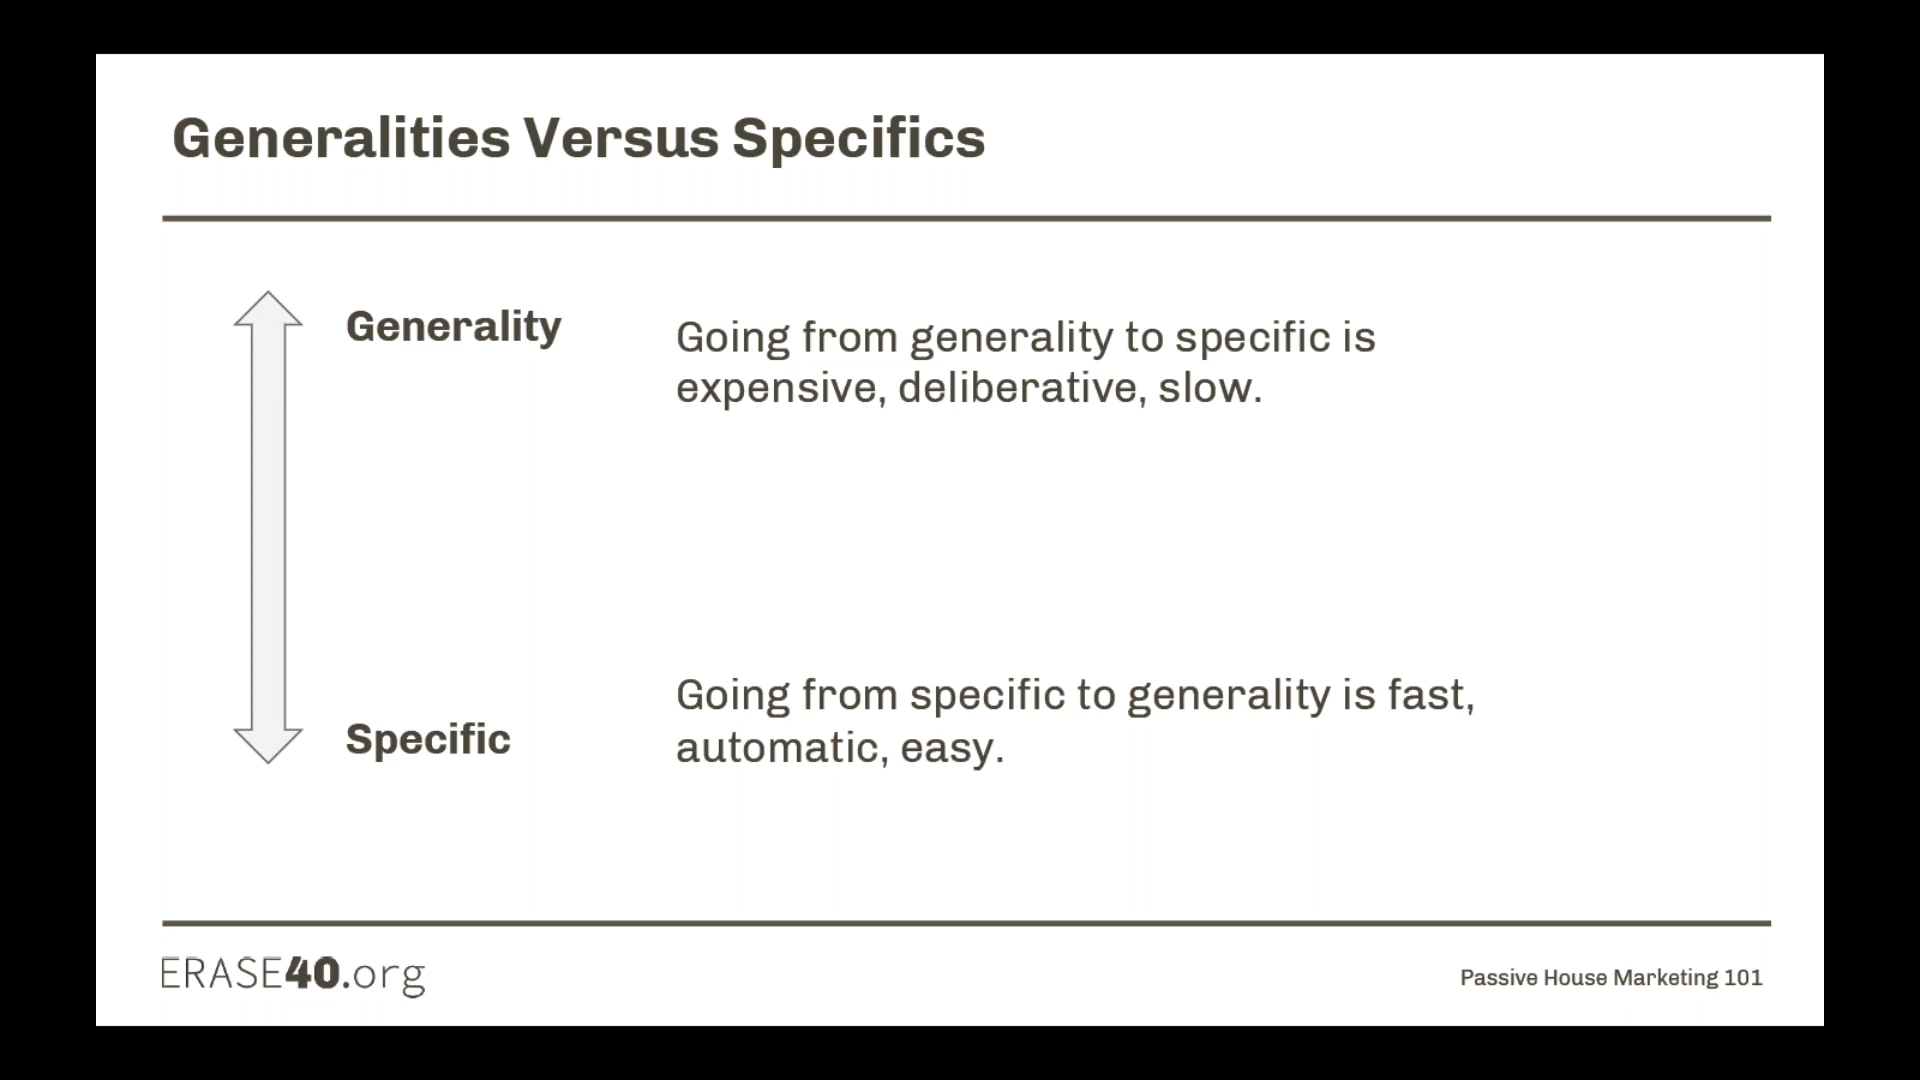 Generalities Versus Specifics
Generality
Going from generality to specific is
expensive, deliberative, slow.
Specific
Going from specific to generality is fast,
automatic, easy.
ERASE40.org
Passive House Marketing 101